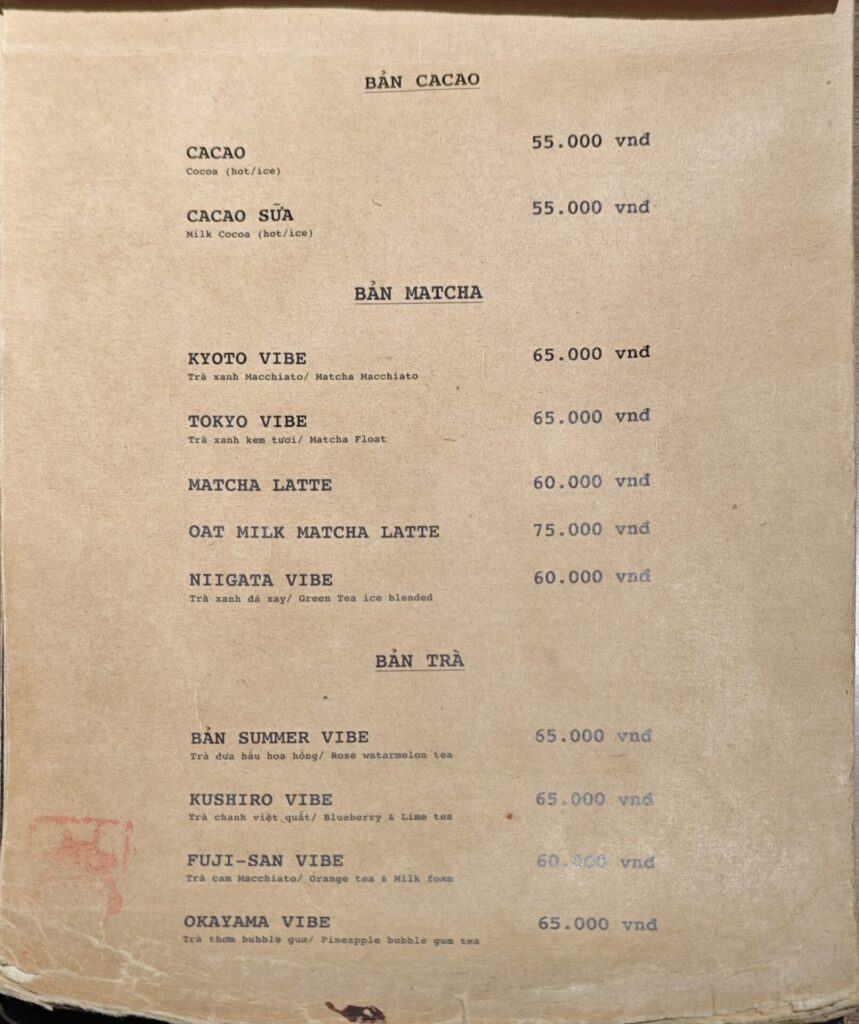 BẢN CACAO
CACAO 55.000 vnđ
Cocoa (hot/ice)
CACAO SỮA 55.000 vnđ
Milk Cocoa (hot/ice)
BẢN MATCHA
KYOTO VIBE 65.000 vnđ
Trà xanh Macchiato/ Matcha Macchiato
TOKYO VIBE 65.000 vnđ
Trà xanh kem tươi/ Matcha Float
MATCHA LATTE 60.000 vnđ
OAT MILK MATCHA LATTE 75.000 vnđ
NIIGATA VIBE 60.000 vnđ
Trà xanh đá xay/ Green Tea ice blended
BẢN TRÀ
BẢN SUMMER VIBE 65.000 vnđ
Trà dưa hấu hoa hồng/ Rose watarmelon tea
KUSHIRO VIBE 65.000 vnđ
Trà chanh việt quất/ Blueberry & Lime tea
FUJI-SAN VIBE 60.000 vnđ
Trà cam Macchiato/ Orange tea & Milk foam
OKAYAMA VIBE 65.000 vnđ
Trà thơm bubble gum/ Pineapple bubble gum tea